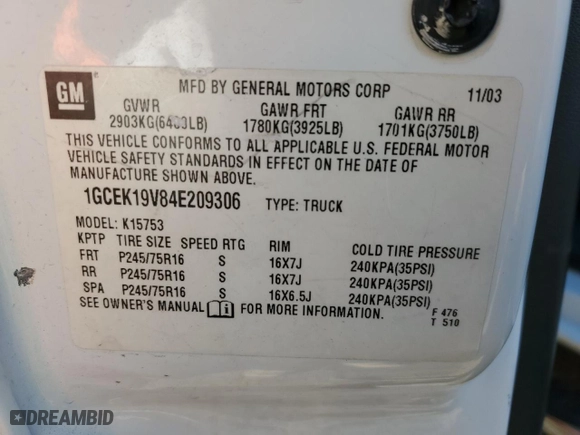 GM
MFD BY GENERAL MOTORS CORP 11/03
GVWR GAWR FRT GAWR RR
2903KG(6400LB) 1780KG(3925LB) 1701KG(3750LB)
THIS VEHICLE CONFORMS TO ALL APPLICABLE U.S. FEDERAL MOTOR
VEHICLE SAFETY STANDARDS IN EFFECT ON THE DATE OF
MANUFACTURE SHOWN ABOVE.
1GCEK19V84E209306 TYPE: TRUCK
MODEL: K15753
KPTP TIRE SIZE SPEED RTG RIM COLD TIRE PRESSURE
FRT P245/75R16 S 16X7J 240KPA(35PSI)
RR P245/75R16 S 16X7J 240KPA(35PSI)
SPA P245/75R16 S 16X6.5J 240KPA(35PSI)
SEE OWNER'S MANUAL FOR MORE INFORMATION.
F 476
T 510
DREAMBID